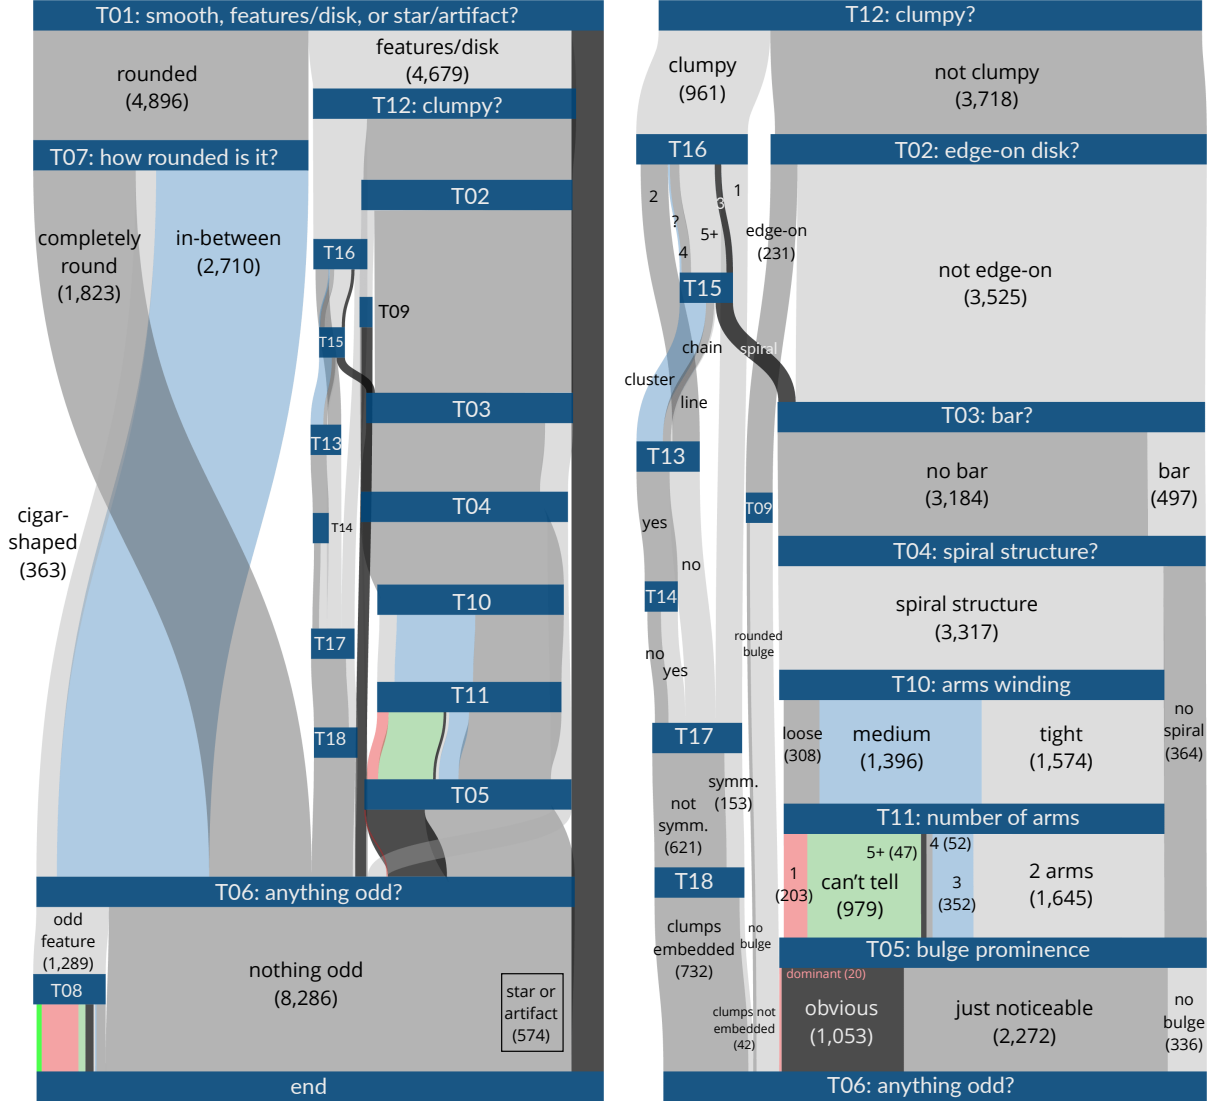 T01: smooth, features/disk, or star/artifact?
rounded
(4,896)
features/disk
(4,679)
T12: clumpy?
T07: how rounded is it?
completely
round
(1,823)
in-between
(2,710)
cigar-
shaped
(363)
T02
T16
T09
T15
T03
T13
T04
T14
T10
T17
T11
T18
T05
T06: anything odd?
odd
feature
(1,289)
T08
nothing odd
(8,286)
star or
artifact
(574)
end
T12: clumpy?
clumpy
(961)
not clumpy
(3,718)
T16
T02: edge-on disk?
2
?
4
5+
3
1
edge-on
(231)
not edge-on
(3,525)
T15
chain
spiral
cluster
line
T03: bar?
T13
no bar
(3,184)
bar
(497)
T09
yes
no
T04: spiral structure?
T14
spiral structure
(3,317)
rounded
bulge
no
yes
T10: arms winding
T17
loose
(308)
medium
(1,396)
tight
(1,574)
no
spiral
(364)
symm.
(153)
not
symm.
(621)
T11: number of arms
1
(203)
5+ (47)
can't tell
(979)
4 (52)
3
(352)
2 arms
(1,645)
T18
clumps
embedded
(732)
no
bulge
T05: bulge prominence
dominant (20)
obvious
(1,053)
just noticeable
(2,272)
no
bulge
(336)
clumps not
embedded
(42)
T06: anything odd?